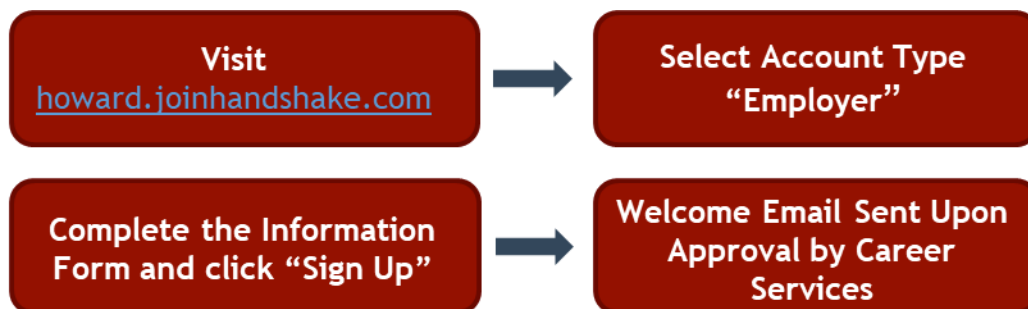 Visit
howard.joinhandshake.com
Select Account Type
“Employer”
Complete the Information
Form and click “Sign Up”
Welcome Email Sent Upon
Approval by Career
Services